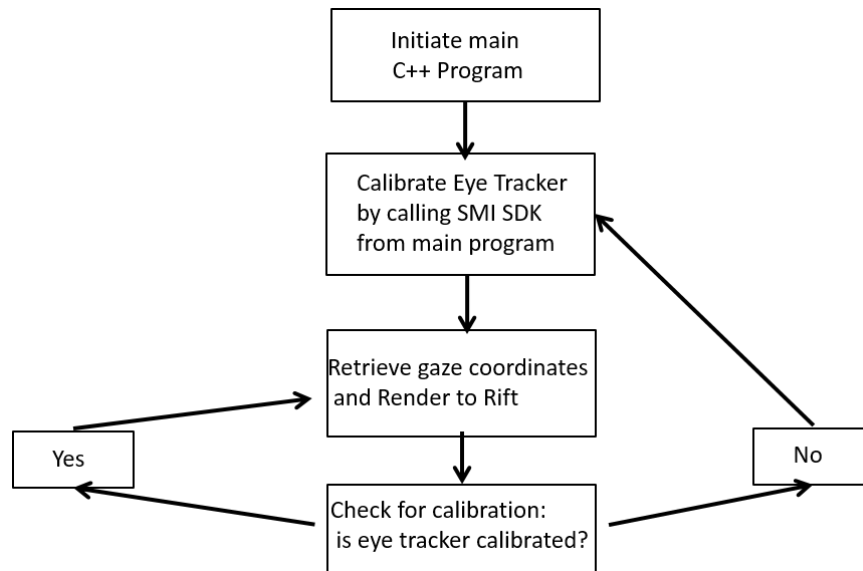 Initiate main
C++ Program
Calibrate Eye Tracker
by calling SMI SDK
from main program
Retrieve gaze coordinates
and Render to Rift
Yes
No
Check for calibration:
is eye tracker calibrated?